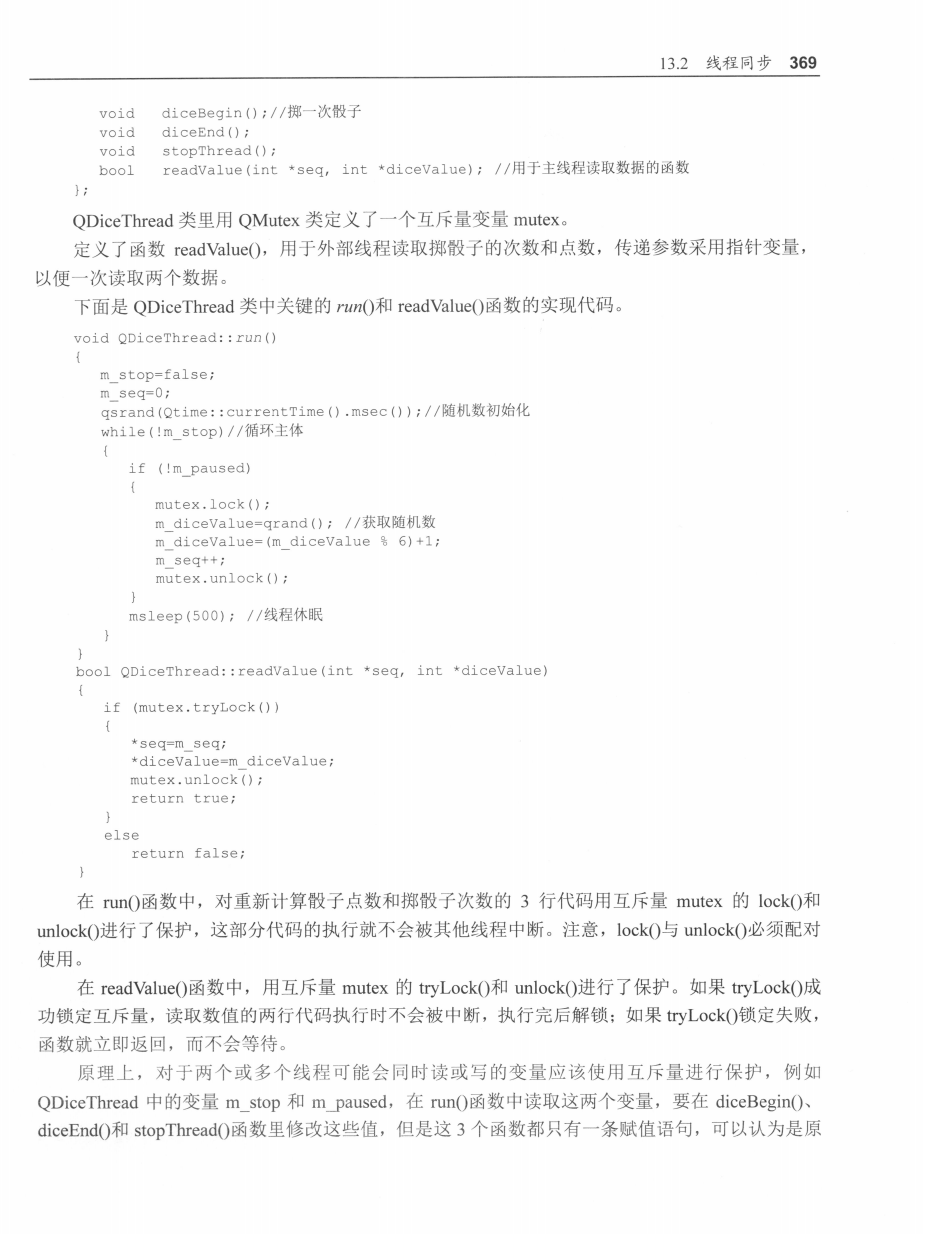 13.2 线程同步 369
void diceBegin();//掷一次骰子
void diceEnd();
void stopThread();
bool readValue(int *seq, int *diceValue); //用于主线程读取数据的函数
};
QDiceThread 类里用 QMutex 类定义了一个互斥量变量 mutex。
定义了函数 readValue()，用于外部线程读取掷骰子的次数和点数，传递参数采用指针变量，
以便一次读取两个数据。
下面是 QDiceThread 类中关键的 run()和 readValue()函数的实现代码。
void QDiceThread::run()
{
m_stop=false;
m_seq=0;
qsrand(Qtime::currentTime().msec());//随机数初始化
while(!m_stop)//循环主体
{
if (!m_paused)
{
mutex.lock();
m_diceValue=qrand(); //获取随机数
m_diceValue=(m_diceValue % 6)+1;
m_seq++;
mutex.unlock();
}
msleep(500); //线程休眠
}
}
bool QDiceThread::readValue(int *seq, int *diceValue)
{
if (mutex.tryLock())
{
*seq=m_seq;
*diceValue=m_diceValue;
mutex.unlock();
return true;
}
else
return false;
}
在 run()函数中，对重新计算骰子点数和掷骰子次数的 3 行代码用互斥量 mutex 的 lock()和
unlock()进行了保护，这部分代码的执行就不会被其他线程中断。注意，lock()与 unlock()必须配对
使用。
在 readValue()函数中，用互斥量 mutex 的 tryLock()和 unlock()进行了保护。如果 tryLock()成
功锁定互斥量，读取数值的两行代码执行时不会被中断，执行完后解锁；如果 tryLock()锁定失败，
函数就立即返回，而不会等待。
原理上，对于两个或多个线程可能会同时读或写的变量应该使用互斥量进行保护，例如
QDiceThread 中的变量 m_stop 和 m_paused，在 run()函数中读取这两个变量，要在 diceBegin()、
diceEnd()和 stopThread()函数里修改这些值，但是这 3 个函数都只有一条赋值语句，可以认为是原